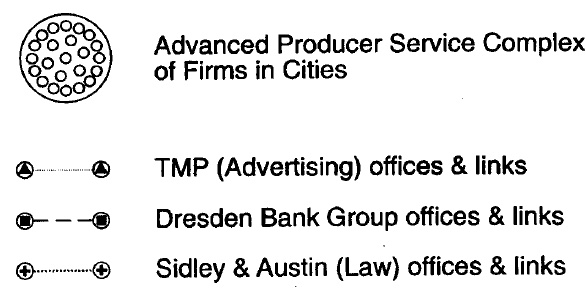 Advanced Producer Service Complex
of Firms in Cities
TMP (Advertising) offices & links
Dresden Bank Group offices & links
Sidley & Austin (Law) offices & links